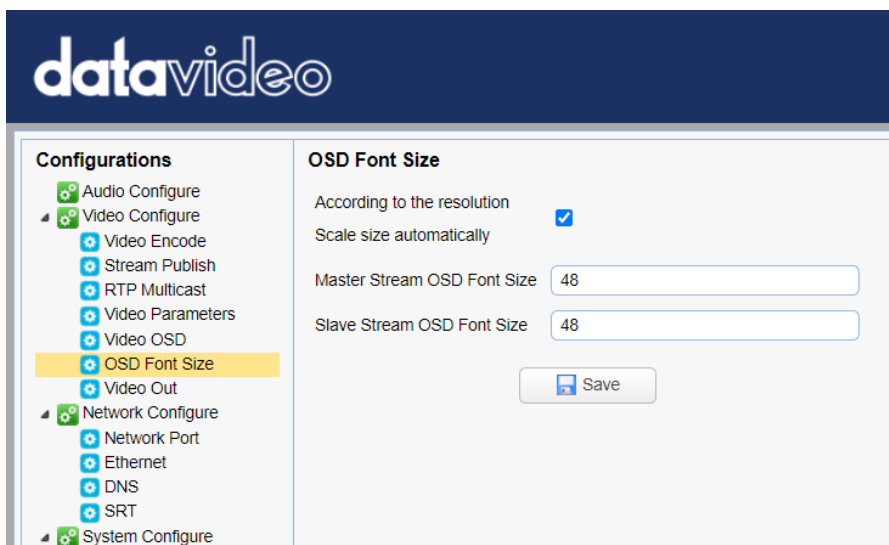 datavideo
Configurations
Audio Configure
Video Configure
Video Encode
Stream Publish
RTP Multicast
Video Parameters
Video OSD
OSD Font Size
Video Out
Network Configure
Network Port
Ethernet
DNS
SRT
System Configure
OSD Font Size
According to the resolution
Scale size automatically
Master Stream OSD Font Size 48
Slave Stream OSD Font Size 48
Save